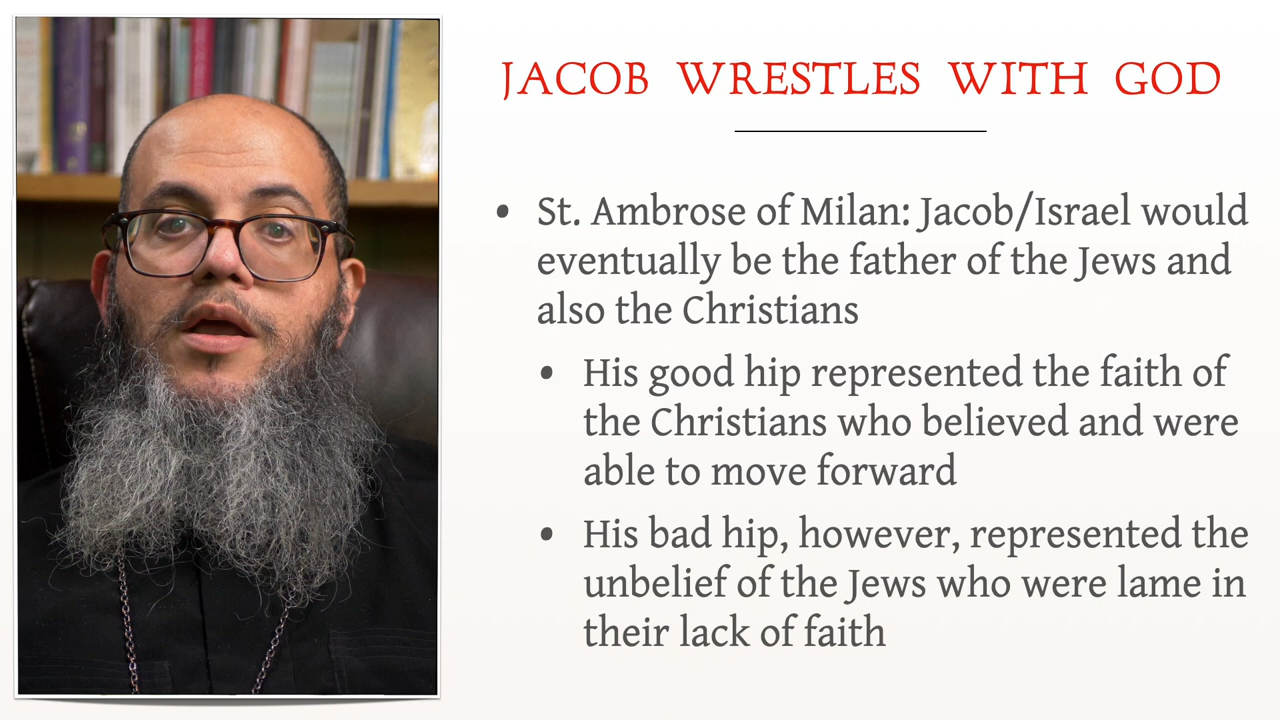 JACOB WRESTLES WITH GOD
• St. Ambrose of Milan: Jacob/Israel would
eventually be the father of the Jews and
also the Christians
• His good hip represented the faith of
the Christians who believed and were
able to move forward
• His bad hip, however, represented the
unbelief of the Jews who were lame in
their lack of faith